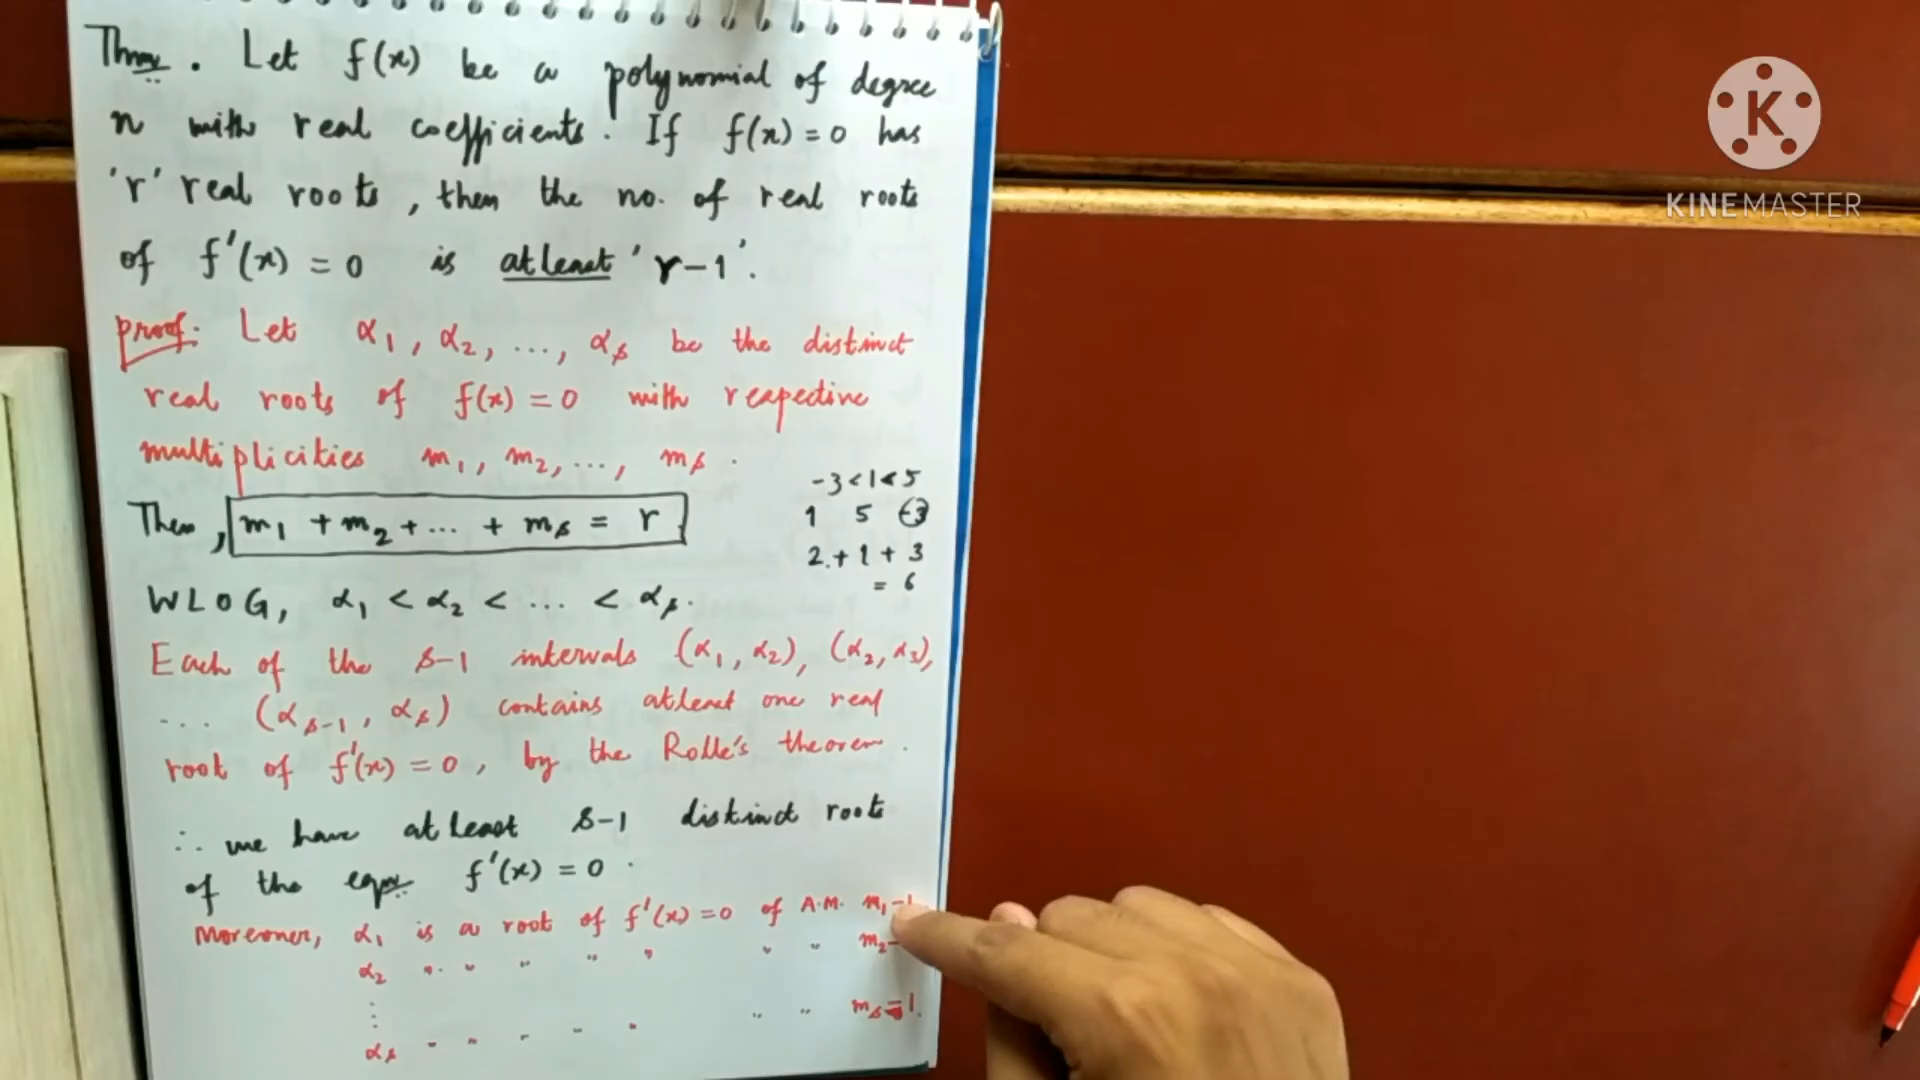 Thm. Let f(x) be a polynomial of degree
n with real coefficients. If f(x) = 0 has
'r' real roots, then the no. of real roots
of f'(x) = 0 is atleast 'r-1'.
proof: Let α1, α2, ..., αs be the distinct
real roots of f(x) = 0 with respective
multiplicities m1, m2, ..., ms.
Then, m1 + m2 + ... + ms = r
-3 < 1 < 5
1 5 -3
2 + 1 + 3
= 6
WLOG, α1 < α2 < ... < αs.
Each of the s-1 intervals (α1, α2), (α2, α3),
... (αs-1, αs) contains atleast one real
root of f'(x) = 0, by the Rolle's theorem.
∴ we have atleast s-1 distinct roots
of the eqn. f'(x) = 0.
Moreover, α1 is a root of f'(x) = 0 of A.M. m1-1
α2 " " " " " " " m2-
⋮
αs " " " " " " " ms-1.
K
KINEMASTER